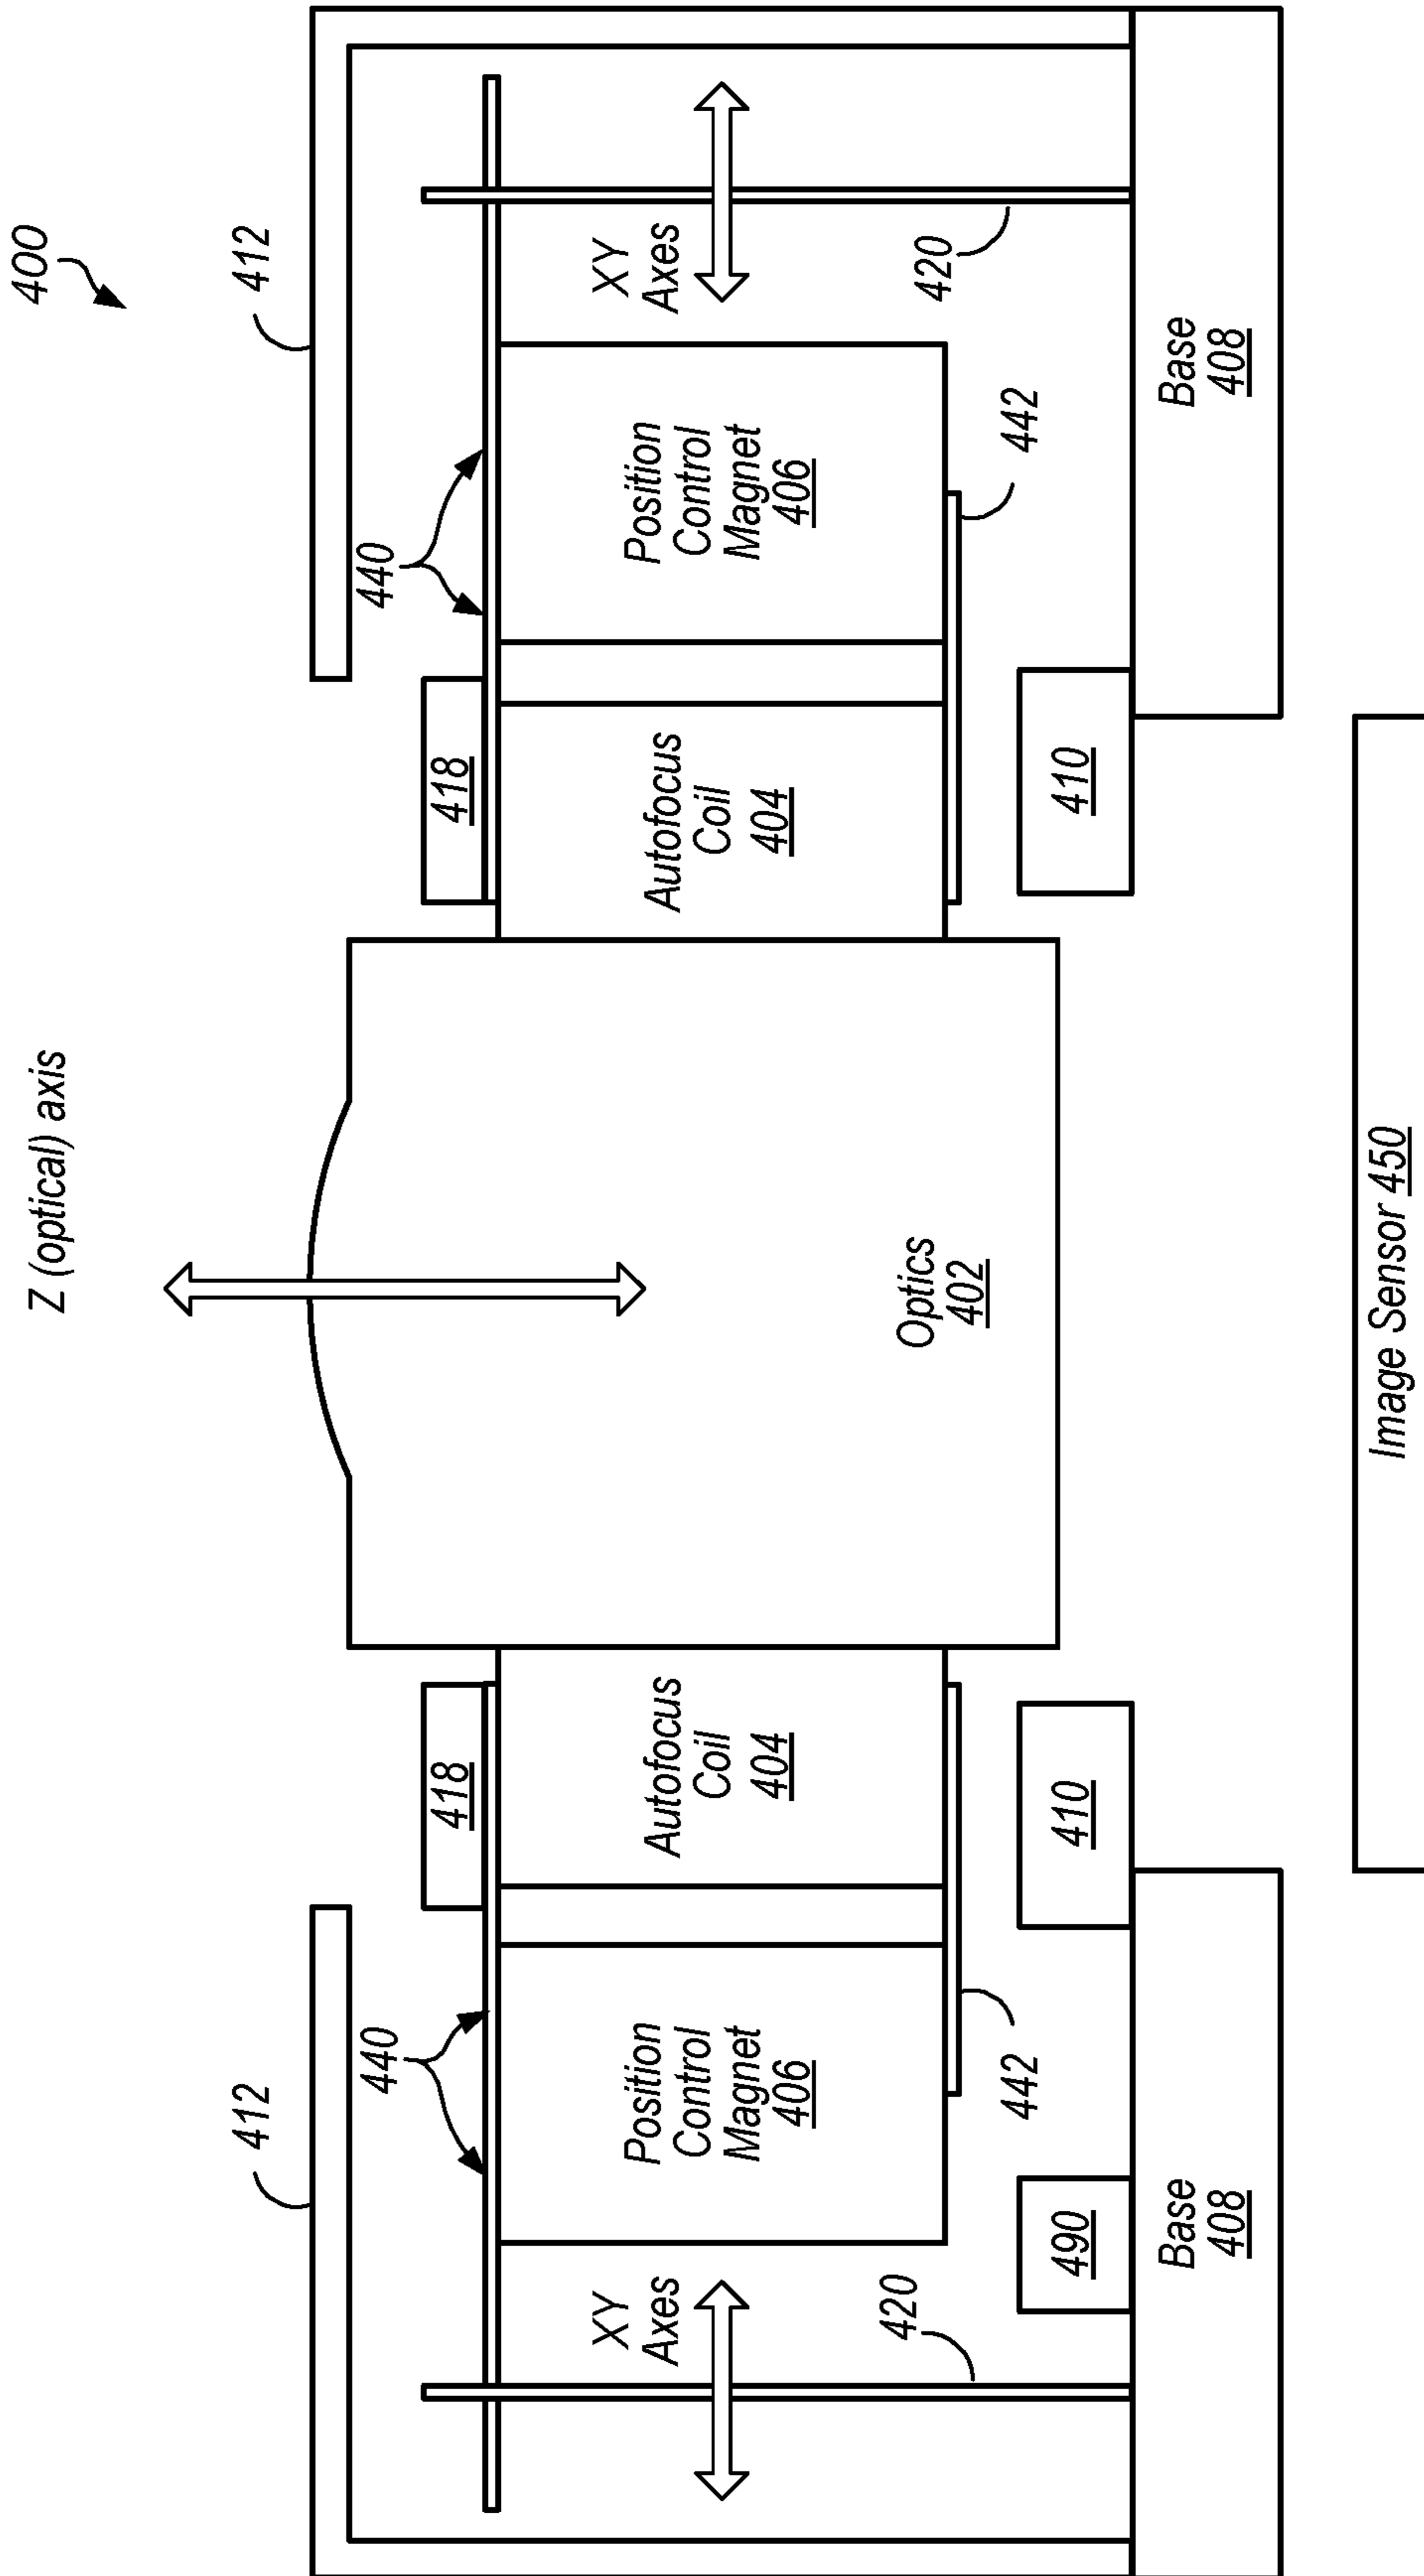 400
Z (optical) axis
412
412
440
440
418
418
XY
Axes
Position
Control
Magnet
406
Autofocus
Coil
404
Autofocus
Coil
404
Position
Control
Magnet
406
XY
Axes
420
Optics
402
420
442
442
490
410
410
Base
408
Base
408
Image Sensor 450